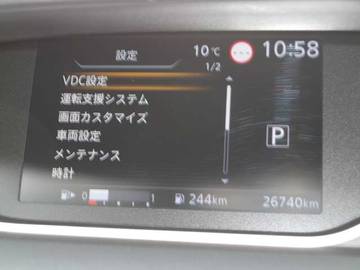 設定
10℃
10:58
1/2
VDC設定
運転支援システム
画面カスタマイズ
車両設定
P
メンテナンス
時計
0 1
244km
26740km